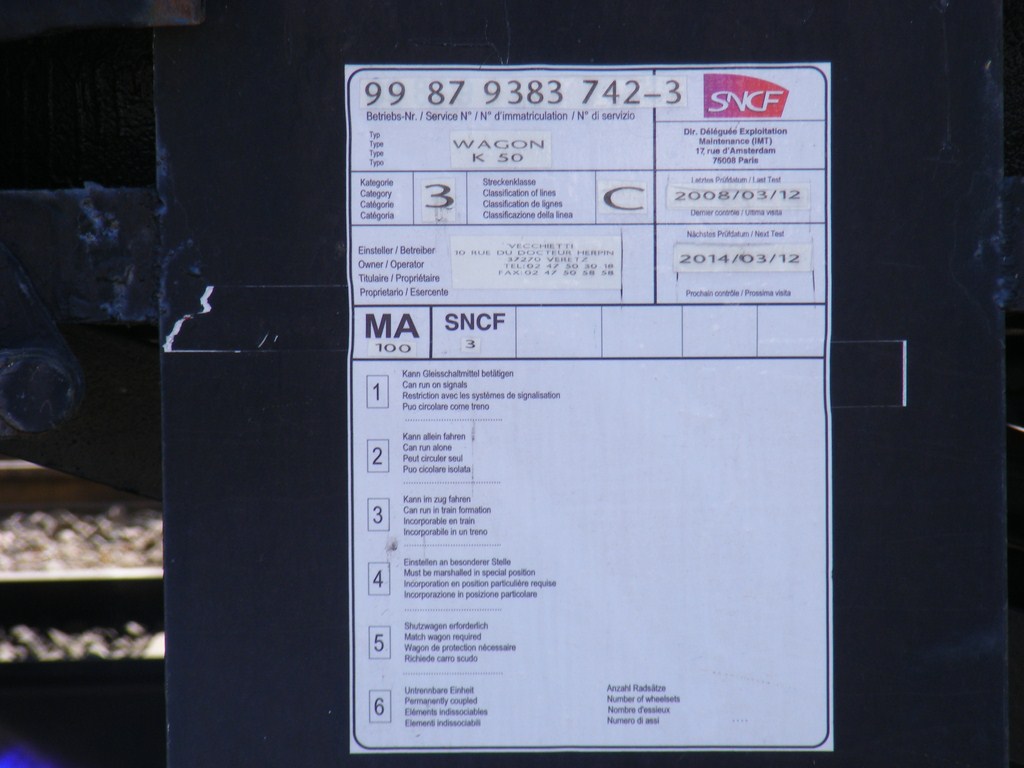 99 87 9383 742-3
Betriebs-Nr. / Service N° / N° d'immatriculation / N° di servizio
SNCF
Dir. Déléguée Exploitation
Maintenance (IMT)
17, rue d'Amsterdam
75008 Paris
Typ
Type
Type
Typo
WAGON
K 50
Kategorie
Category
Catégorie
Catégoria
3
Streckenklasse
Classification of lines
Classification de lignes
Classificazione della linea
C
Letztes Prüfdatum / Last Test
2008/03/12
Dernier contrôle / Ultima visita
Einsteller / Betreiber
Owner / Operator
Titulaire / Propriétaire
Proprietario / Esercente
VECCHIETTI
10 RUE DU DOCTEUR HERPIN
37270 VERETZ
TEL:02 47 50 50 18
FAX:02 47 50 58 58
Nächstes Prüfdatum / Next Test
2014/03/12
Prochain contrôle / Prossima visita
MA
100
SNCF
3
1
Kann Gleisschaltmittel betätigen
Can run on signals
Restriction avec les systèmes de signalisation
Puo circolare come treno
2
Kann allein fahren
Can run alone
Peut circuler seul
Puo cicolare isolata
3
Kann im zug fahren
Can run in train formation
Incorporable en train
Incorporabile in un treno
4
Einstellen an besonderer Stelle
Must be marshalled in special position
Incorporation en position particulière requise
Incorporazione in posizione particolare
5
Shutzwagen erforderlich
Match wagon required
Wagon de protection nécessaire
Richiede carro scudo
6
Untrennbare Einheit
Permanently coupled
Eléments indissociables
Elementi indissociabili
Anzahl Radsätze
Number of wheelsets
Nombre d'essieux
Numero di assi